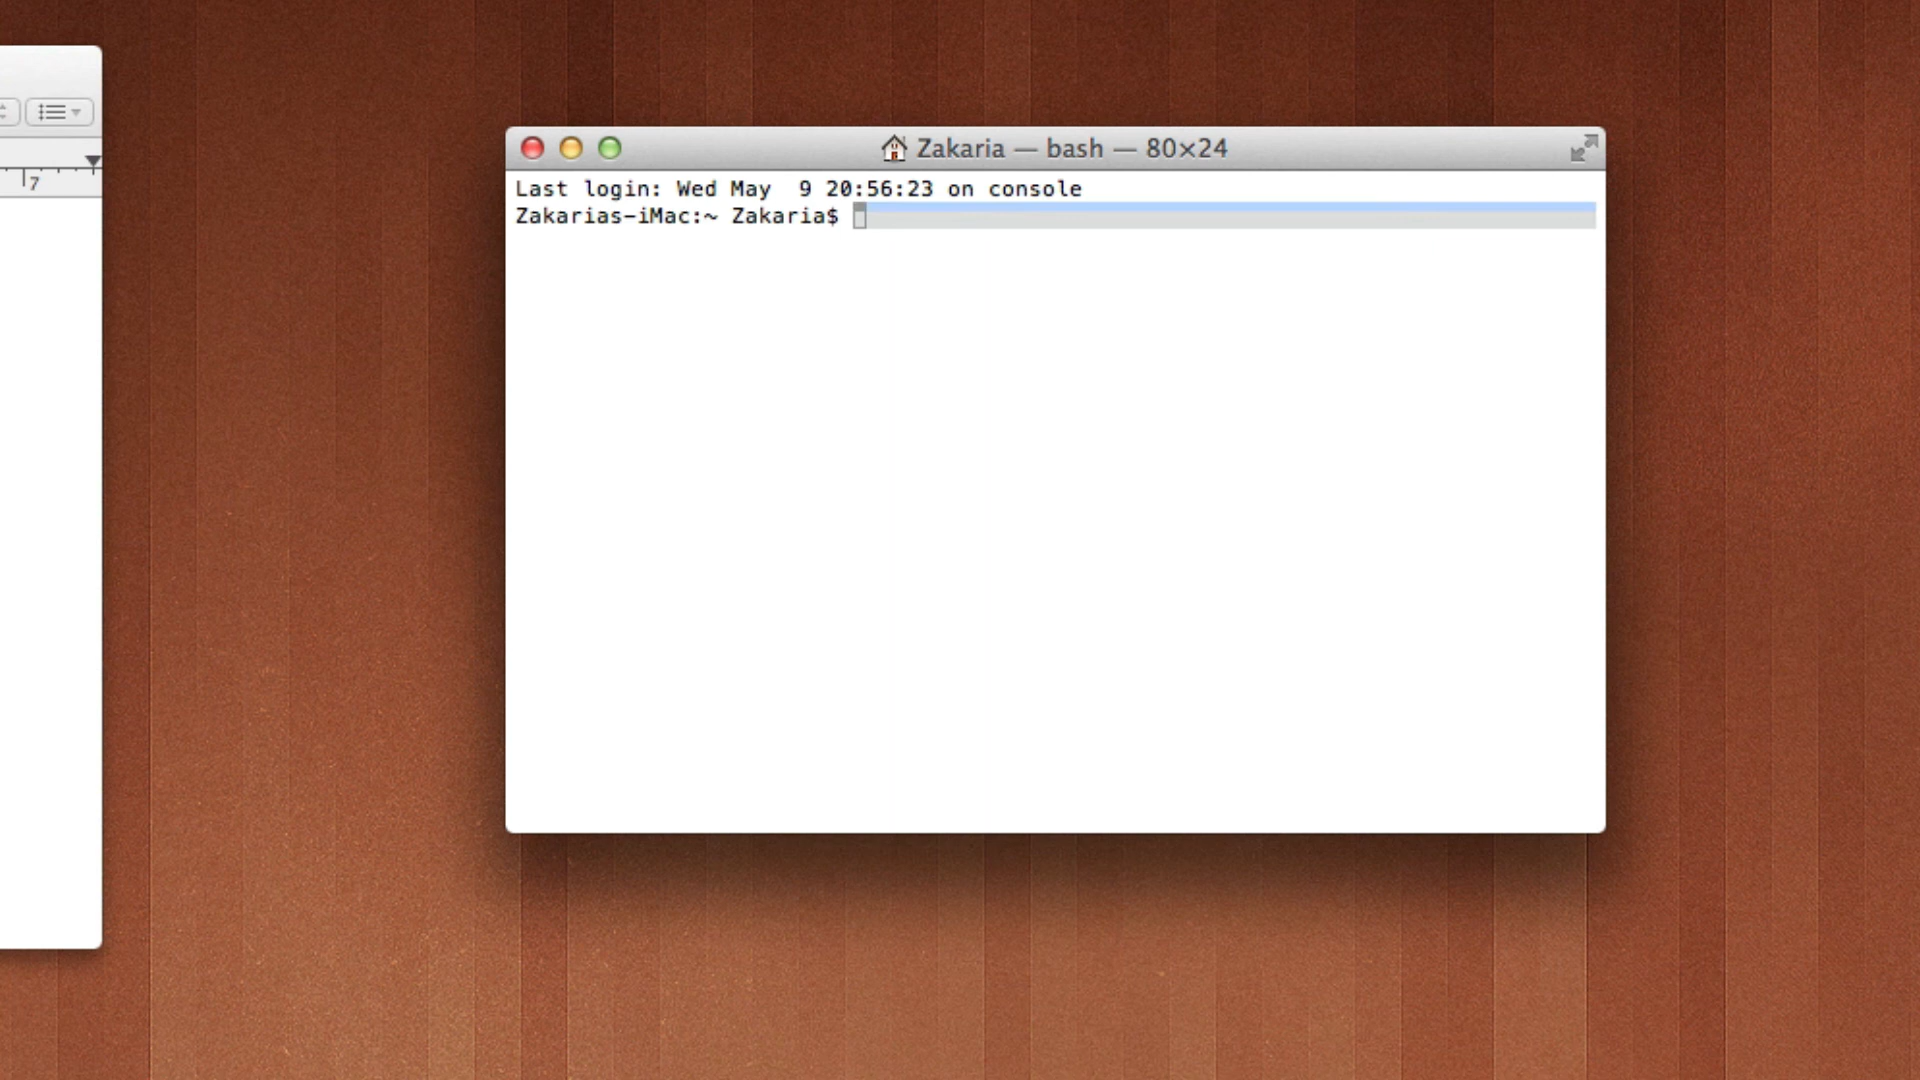 7
Zakaria — bash — 80×24
Last login: Wed May  9 20:56:23 on console
Zakarias-iMac:~ Zakaria$